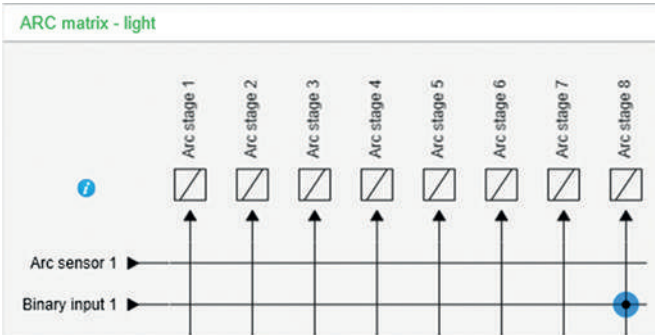 ARC matrix - light
Arc stage 1
Arc stage 2
Arc stage 3
Arc stage 4
Arc stage 5
Arc stage 6
Arc stage 7
Arc stage 8
i
Arc sensor 1
Binary input 1